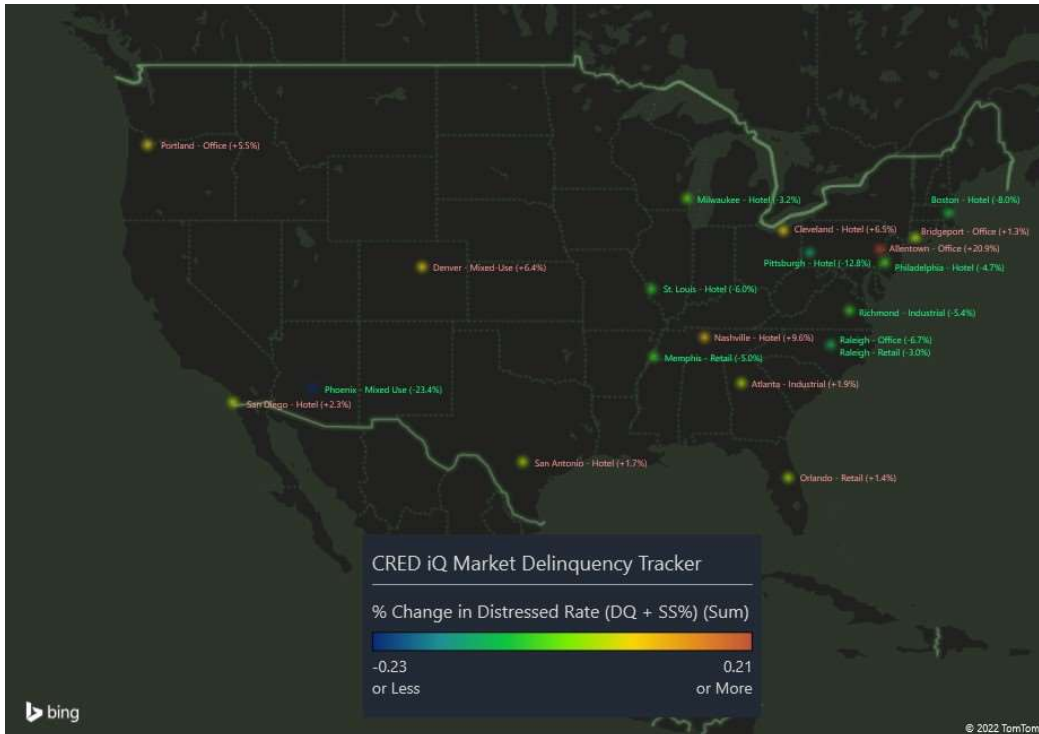 Portland - Office (+5.5%)
Milwaukee - Hotel (-3.2%)
Boston - Hotel (-8.0%)
Cleveland - Hotel (+6.5%)
Bridgeport - Office (+1.3%)
Allentown - Office (+20.9%)
Pittsburgh - Hotel (-12.8%)
Philadelphia - Hotel (-4.7%)
Denver - Mixed-Use (+6.4%)
St. Louis - Hotel (-6.0%)
Richmond - Industrial (-5.4%)
Nashville - Hotel (+9.6%)
Raleigh - Office (-6.7%)
Raleigh - Retail (-3.0%)
Memphis - Retail (-5.0%)
Atlanta - Industrial (+1.9%)
Phoenix - Mixed Use (-23.4%)
San Diego - Hotel (+2.3%)
San Antonio - Hotel (+1.7%)
Orlando - Retail (+1.4%)
CRED iQ Market Delinquency Tracker
% Change in Distressed Rate (DQ + SS%) (Sum)
-0.23
or Less
0.21
or More
bing
© 2022 TomTom